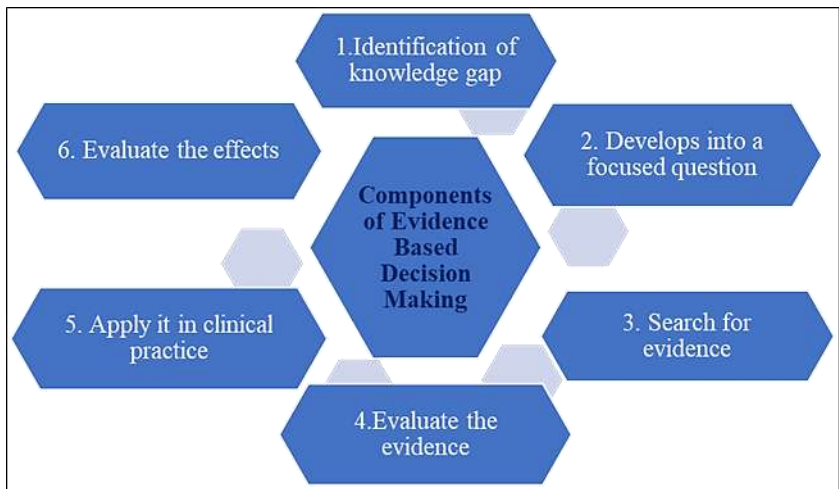 1.Identification of
knowledge gap
2. Develops into a
focused question
3. Search for
evidence
4.Evaluate the
evidence
5. Apply it in clinical
practice
6. Evaluate the effects
Components
of Evidence
Based
Decision
Making